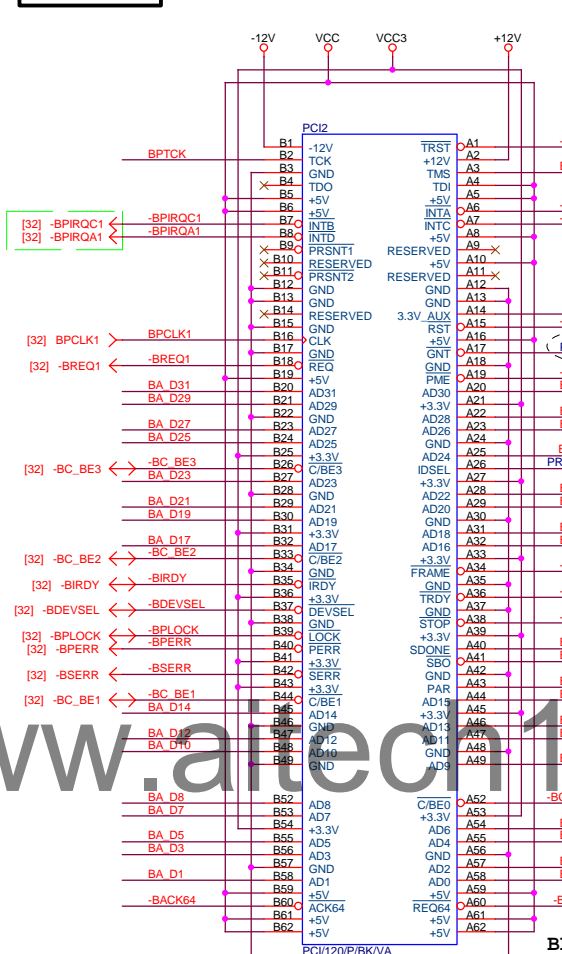 -12V VCC VCC3 +12V
PCI2
B1 -12V TRST A1
BPTCK B2 TCK +12V A2
B3 GND TMS A3
B4 TDO TDI A4
B5 +5V +5V A5
B6 +5V INTA A6
[32] -BPIRQC1 -BPIRQC1 B7 INTB INTC A7
[32] -BPIRQA1 -BPIRQA1 B8 INTD +5V A8
B9 PRSNT1 RESERVED A9
B10 RESERVED +5V A10
B11 PRSNT2 RESERVED A11
B12 GND GND A12
B13 GND GND A13
B14 RESERVED 3.3V_AUX A14
B15 GND RST A15
[32] BPCLK1 BPCLK1 B16 CLK +5V A16
B17 GND GNT A17
[32] -BREQ1 -BREQ1 B18 REQ GND A18
B19 +5V PME A19
BA_D31 B20 AD31 AD30 A20
BA_D29 B21 AD29 +3.3V A21
B22 GND AD28 A22
BA_D27 B23 AD27 AD26 A23
BA_D25 B24 AD25 GND A24
B25 +3.3V AD24 A25
[32] -BC_BE3 -BC_BE3 B26 C/BE3 IDSEL A26 PR
BA_D23 B27 AD23 +3.3V A27
B28 GND AD22 A28
BA_D21 B29 AD21 AD20 A29
BA_D19 B30 AD19 GND A30
B31 +3.3V AD18 A31
BA_D17 B32 AD17 AD16 A32
[32] -BC_BE2 -BC_BE2 B33 C/BE2 +3.3V A33
B34 GND FRAME A34
[32] -BIRDY -BIRDY B35 IRDY GND A35
B36 +3.3V TRDY A36
[32] -BDEVSEL -BDEVSEL B37 DEVSEL GND A37
B38 GND STOP A38
[32] -BPLOCK -BPLOCK B39 LOCK +3.3V A39
[32] -BPERR -BPERR B40 PERR SDONE A40
B41 +3.3V SBO A41
[32] -BSERR -BSERR B42 SERR GND A42
B43 +3.3V PAR A43
[32] -BC_BE1 -BC_BE1 B44 C/BE1 AD15 A44
BA_D14 B45 AD14 +3.3V A45
B46 GND AD13 A46
BA_D12 B47 AD12 AD11 A47
BA_D10 B48 AD10 GND A48
B49 GND AD9 A49
ww.aitech1
BA_D8 B52 AD8 C/BE0 A52
BA_D7 B53 AD7 +3.3V A53
B54 +3.3V AD6 A54
BA_D5 B55 AD5 AD4 A55
BA_D3 B56 AD3 GND A56
B57 GND AD2 A57
BA_D1 B58 AD1 AD0 A58
B59 +5V +5V A59
-BACK64 B60 ACK64 REQ64 A60
B61 +5V +5V A61
B62 +5V +5V A62
PCI/120/P/BK/VA